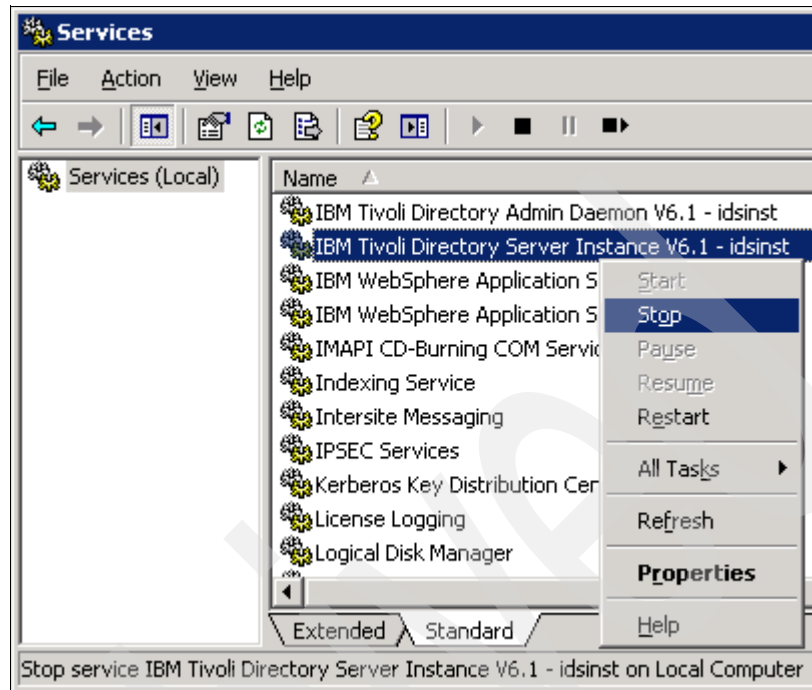 Services
File Action View Help
Services (Local)
Name
IBM Tivoli Directory Admin Daemon V6.1 - idsinst
IBM Tivoli Directory Server Instance V6.1 - idsinst
IBM WebSphere Application S
IBM WebSphere Application S
IMAPI CD-Burning COM Servic
Indexing Service
Intersite Messaging
IPSEC Services
Kerberos Key Distribution Cen
License Logging
Logical Disk Manager
Start
Stop
Pause
Resume
Restart
All Tasks
Refresh
Properties
Help
Extended Standard
Stop service IBM Tivoli Directory Server Instance V6.1 - idsinst on Local Computer